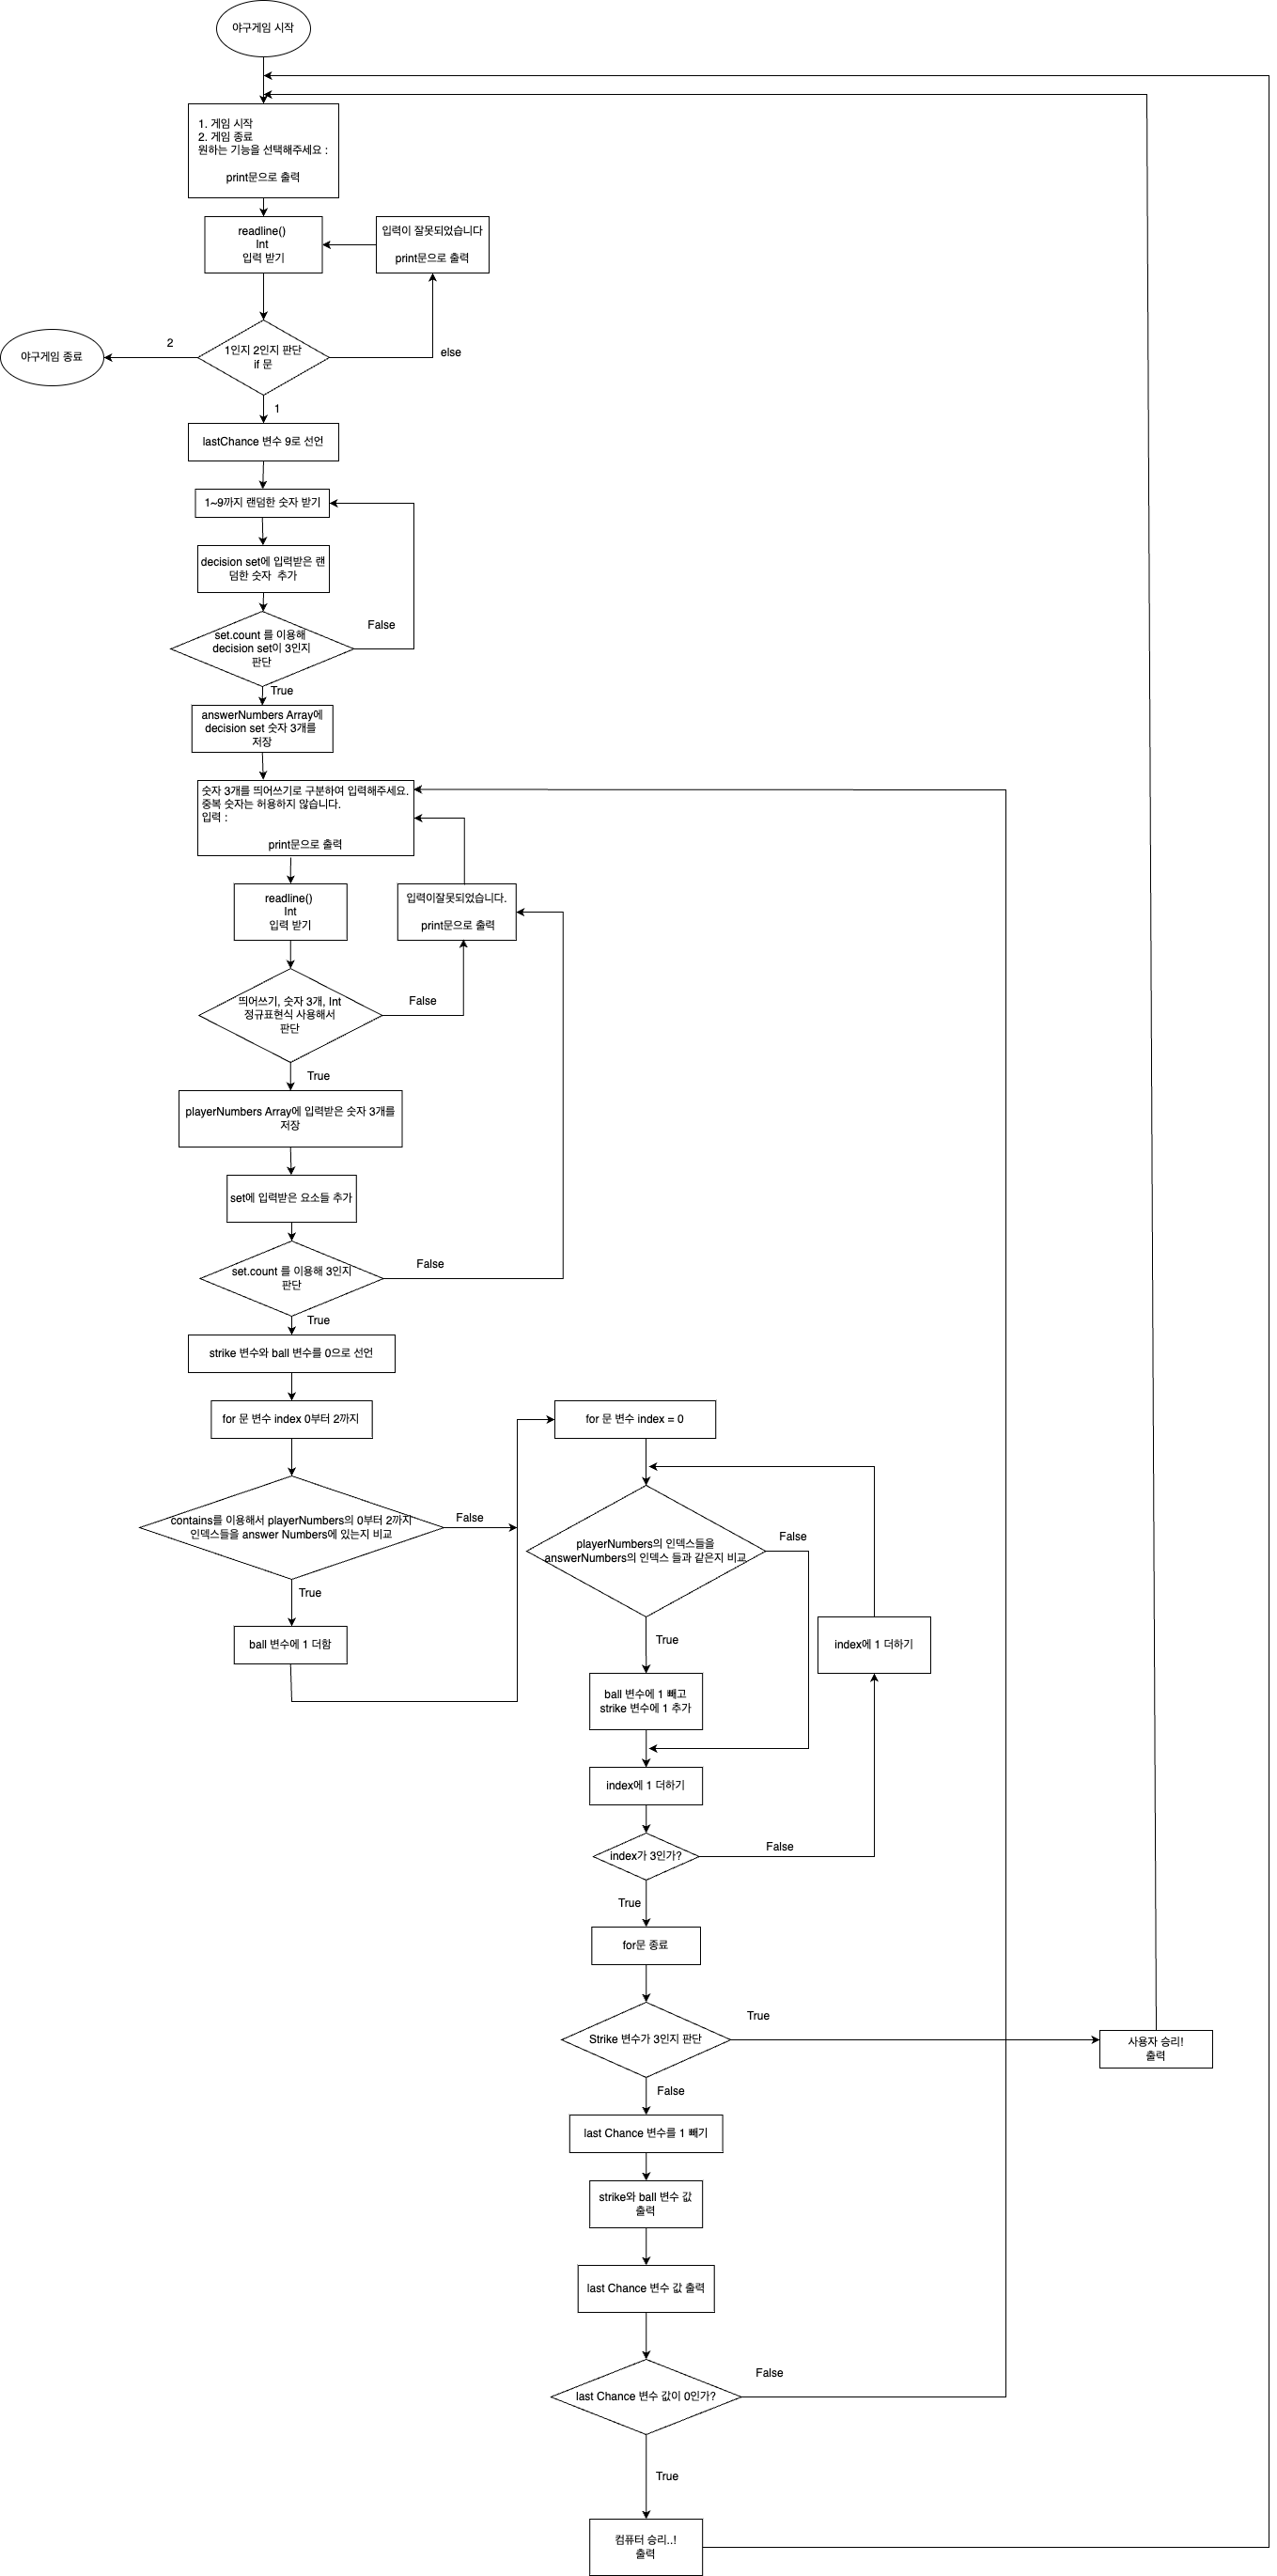 야구게임 시작
1. 게임 시작
2. 게임 종료
원하는 기능을 선택해주세요 :
print문으로 출력
readline()
Int
입력 받기
입력이 잘못되었습니다
print문으로 출력
1인지 2인지 판단
if 문
2
야구게임 종료
else
1
lastChance 변수 9로 선언
1~9까지 랜덤한 숫자 받기
decision set에 입력받은 랜
덤한 숫자 추가
set.count 를 이용해
decision set이 3인지
판단
False
True
answerNumbers Array에
decision set 숫자 3개를
저장
숫자 3개를 띄어쓰기로 구분하여 입력해주세요.
중복 숫자는 허용하지 않습니다.
입력 :
print문으로 출력
readline()
Int
입력 받기
입력이잘못되었습니다.
print문으로 출력
띄어쓰기, 숫자 3개, Int
정규표현식 사용해서
판단
False
True
playerNumbers Array에 입력받은 숫자 3개를
저장
set에 입력받은 요소들 추가
set.count 를 이용해 3인지
판단
False
True
strike 변수와 ball 변수를 0으로 선언
for 문 변수 index 0부터 2까지
contains를 이용해서 playerNumbers의 0부터 2까지
인덱스들을 answer Numbers에 있는지 비교
False
True
ball 변수에 1 더함
for 문 변수 index = 0
playerNumbers의 인덱스들을
answerNumbers의 인덱스 들과 같은지 비교
False
True
ball 변수에 1 빼고
strike 변수에 1 추가
index에 1 더하기
index에 1 더하기
index가 3인가?
False
True
for문 종료
Strike 변수가 3인지 판단
True
사용자 승리!
출력
False
last Chance 변수를 1 빼기
strike와 ball 변수 값
출력
last Chance 변수 값 출력
last Chance 변수 값이 0인가?
False
True
컴퓨터 승리..!
출력